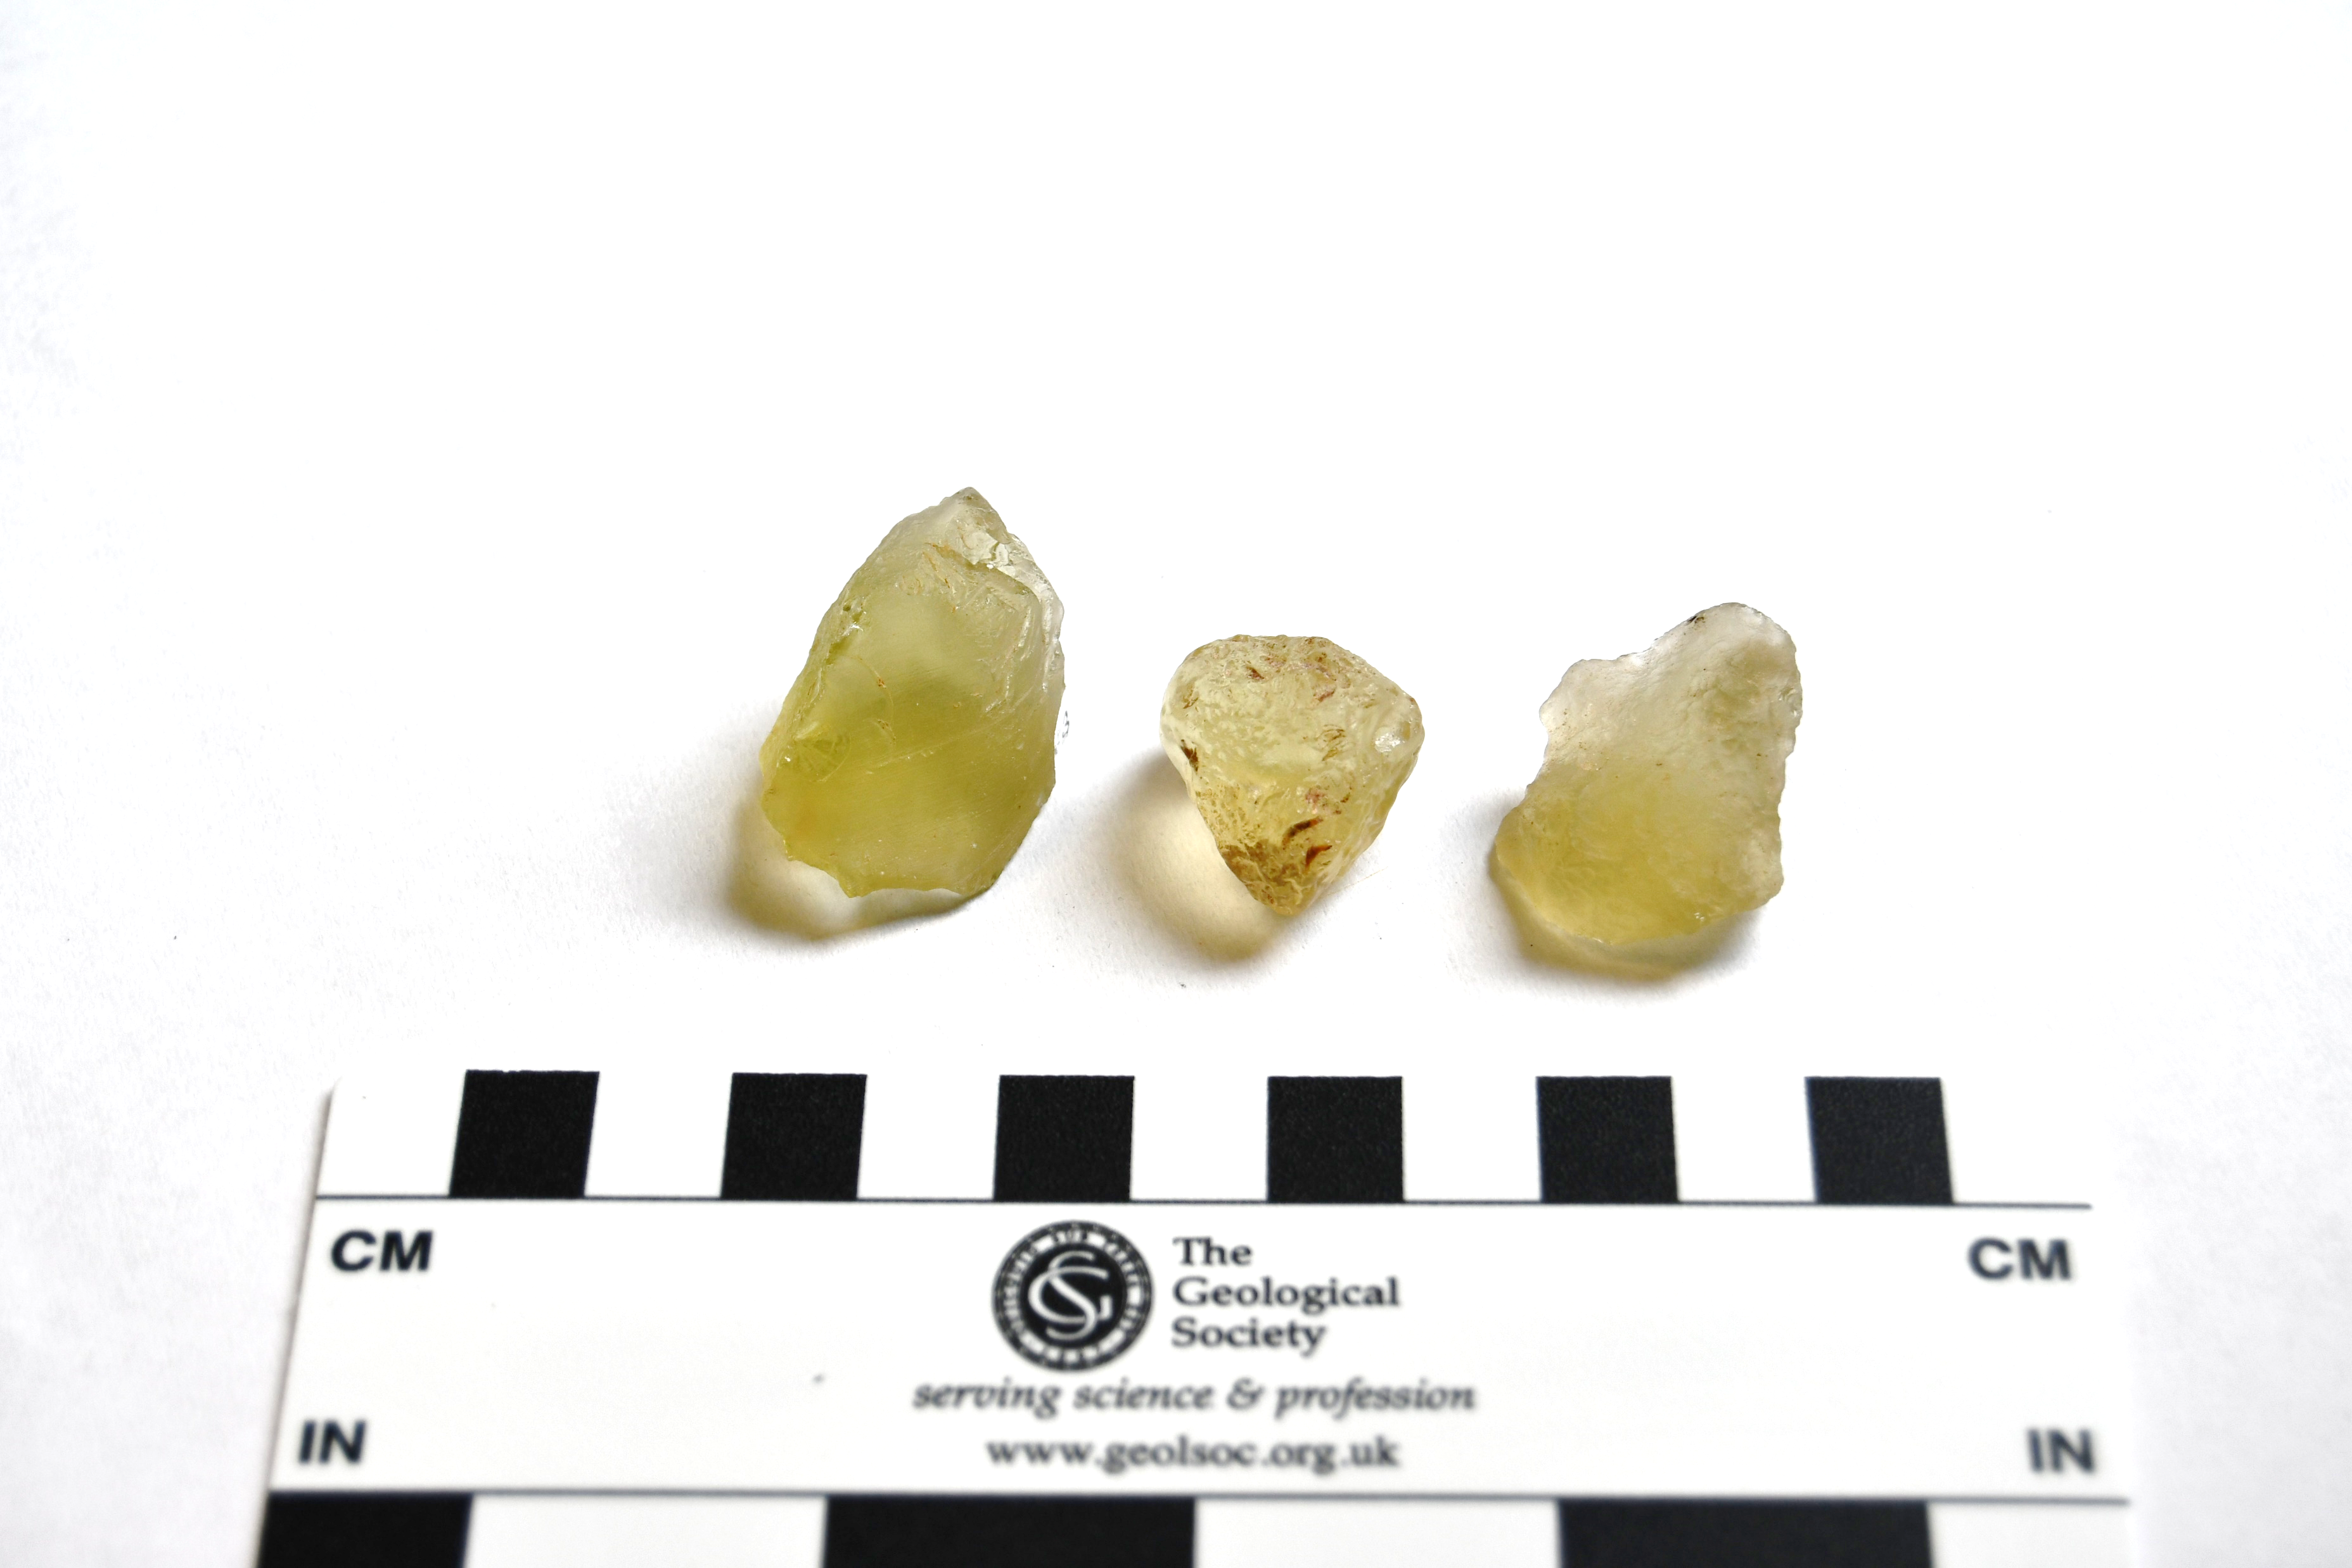 CM
CM
The
Geological
Society
serving science & profession
www.geolsoc.org.uk
IN
IN